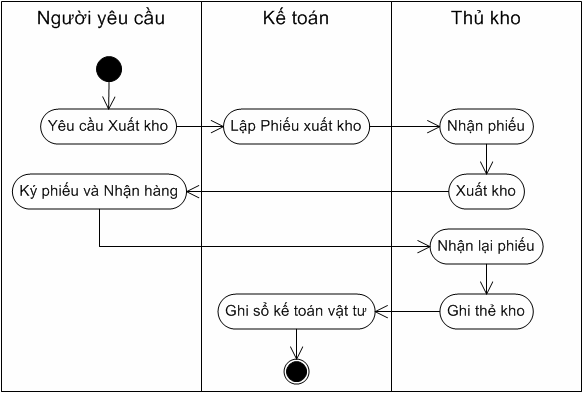 Người yêu cầu
Kế toán
Thủ kho
Yêu cầu Xuất kho
Lập Phiếu xuất kho
Nhận phiếu
Ký phiếu và Nhận hàng
Xuất kho
Nhận lại phiếu
Ghi sổ kế toán vật tư
Ghi thẻ kho